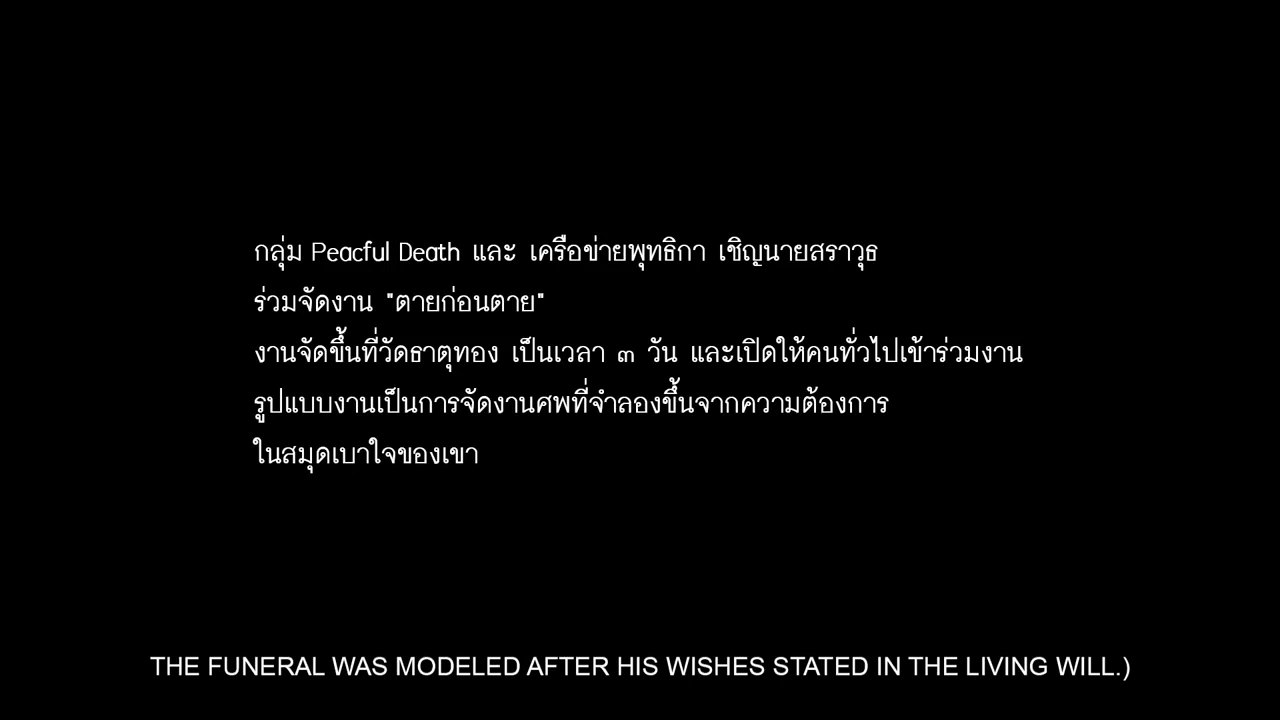 กลุ่ม Peacful Death และ เครือข่ายพุทธิกา เชิญนายสราวุธ
ร่วมจัดงาน "ตายก่อนตาย"
งานจัดขึ้นที่วัดธาตุทอง เป็นเวลา ๓ วัน และเปิดให้คนทั่วไปเข้าร่วมงาน
รูปแบบงานเป็นการจัดงานศพที่จำลองขึ้นจากความต้องการ
ในสมุดเบาใจของเขา
THE FUNERAL WAS MODELED AFTER HIS WISHES STATED IN THE LIVING WILL.)